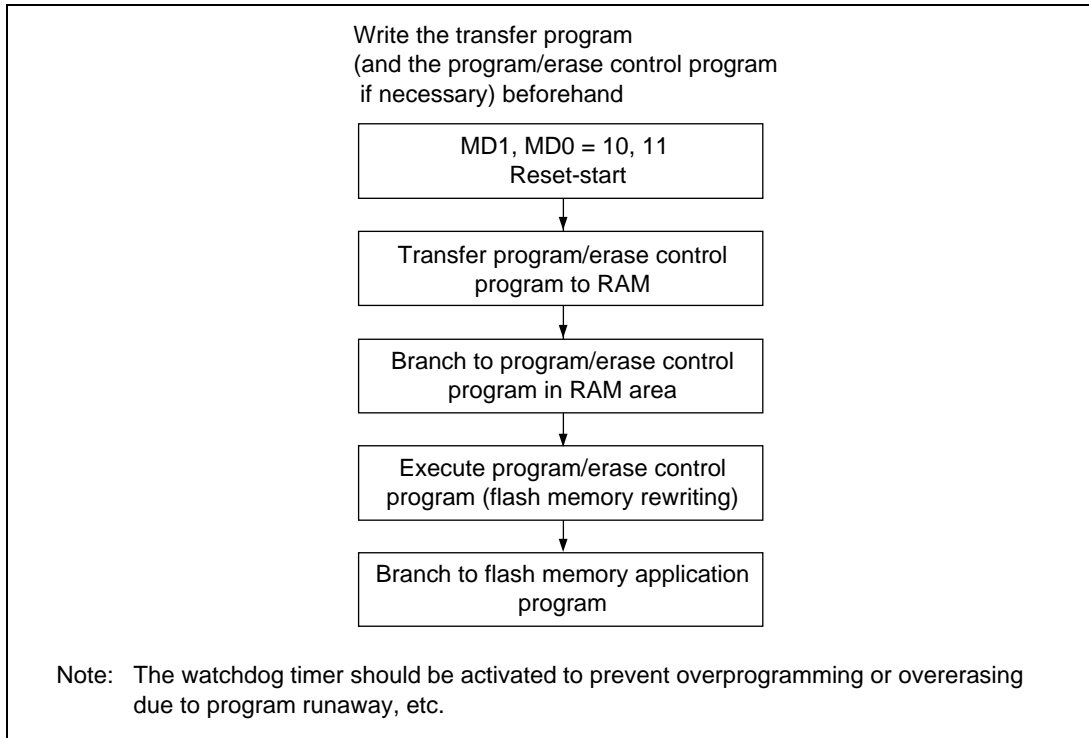 Write the transfer program
(and the program/erase control program
if necessary) beforehand
MD1, MD0 = 10, 11
Reset-start
Transfer program/erase control
program to RAM
Branch to program/erase control
program in RAM area
Execute program/erase control
program (flash memory rewriting)
Branch to flash memory application
program
Note: The watchdog timer should be activated to prevent overprogramming or overerasing
due to program runaway, etc.